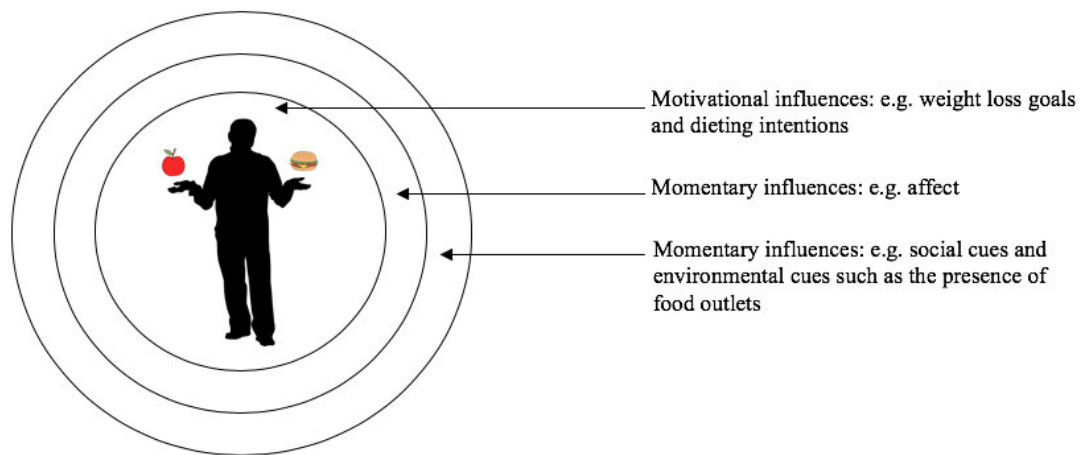 Motivational influences: e.g. weight loss goals
and dieting intentions
Momentary influences: e.g. affect
Momentary influences: e.g. social cues and
environmental cues such as the presence of
food outlets